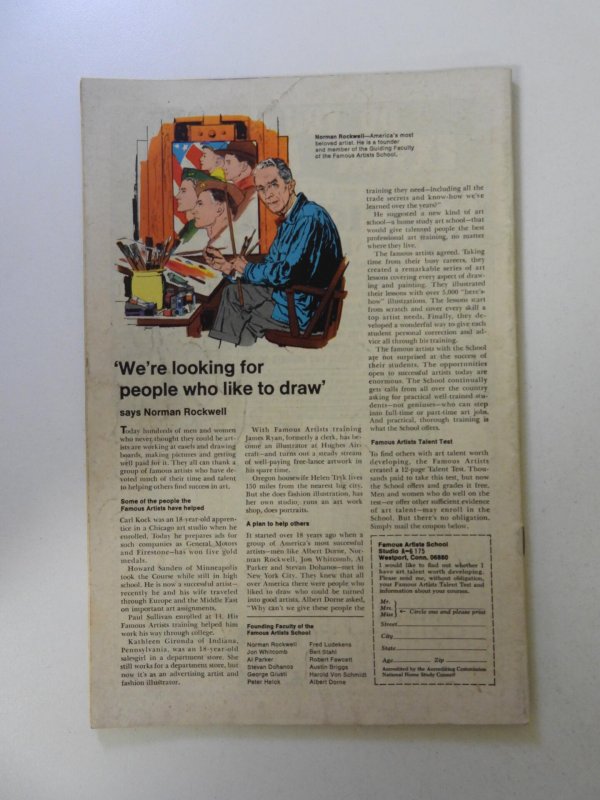 Norman Rockwell—America's most
beloved artist. He is a founder
and member of the Guiding Faculty
of the Famous Artists School.
'We're looking for
people who like to draw'
says Norman Rockwell
Today hundreds of men and women
who never thought they could be art-
ists are working at easels and drawing
boards, making pictures and getting
well paid for it. They all can thank a
group of famous artists who have de-
voted much of their time and talent
to helping others find success in art.
Some of the people the
Famous Artists have helped
Carl Kock was an 18-year-old appren-
tice in a Chicago art studio when he
enrolled. Today he prepares ads for
such companies as General Motors
and Firestone—has won five gold
medals.
Howard Sanden of Minneapolis
took the Course while still in high
school. He is now a successful artist—
recently he and his wife traveled
through Europe and the Middle East
on important art assignments.
Paul Sullivan enrolled at 14. His
Famous Artists training helped him
work his way through college.
Kathleen Gironda of Indiana,
Pennsylvania, was an 18-year-old
salesgirl in a department store. She
still works for a department store, but
now it's as an advertising artist and
fashion illustrator.
With Famous Artists training
James Ryan, formerly a clerk, has be-
come an illustrator at Hughes Air-
craft—and turns out a steady stream
of well-paying free-lance artwork in
his spare time.
Oregon housewife Helen Tryk lives
150 miles from the nearest big city.
But she does fashion illustration, has
her own studio, runs an art work
shop, does portraits.
A plan to help others
It started over 18 years ago when a
group of America's most successful
artists—men like Albert Dorne, Nor-
man Rockwell, Jon Whitcomb, Al
Parker and Stevan Dohanos—met in
New York City. They knew that all
over America there were people who
liked to draw who could be turned
into good artists. Albert Dorne asked,
"Why can't we give these people the
Founding Faculty of the
Famous Artists School
Norman Rockwell
Jon Whitcomb
Al Parker
Stevan Dohanos
George Giusti
Peter Helck
Fred Ludekens
Ben Stahl
Robert Fawcett
Austin Briggs
Harold Von Schmidt
Albert Dorne
training they need—including all the
trade secrets and know-how we've
learned over the years?"
He suggested a new kind of art
school—a home study art school—that
would give talented people the best
professional art training, no matter
where they live.
The famous artists agreed. Taking
time from their busy careers, they
created a remarkable series of art
lessons covering every aspect of draw-
ing and painting. They illustrated
their lessons with over 5,000 "here's
how" illustrations. The lessons start
from scratch and cover every skill a
top artist needs. Finally, they de-
veloped a wonderful way to give each
student personal correction and ad-
vice all through his training.
The famous artists with the School
are not surprised at the success of
their students. The opportunities
open to successful artists today are
enormous. The School continually
gets calls from all over the country
asking for practical well-trained stu-
dents—not geniuses—who can step
into full-time or part-time art jobs.
And practical, thorough training is
what the School offers.
Famous Artists Talent Test
To find others with art talent worth
developing, the Famous Artists
created a 12-page Talent Test. Thou-
sands paid to take this test, but now
the School offers and grades it free.
Men and women who do well on the
test—or offer other sufficient evidence
of art talent—may enroll in the
School. But there's no obligation.
Simply mail the coupon below.
Famous Artists School
Studio A-6175
Westport, Conn. 06880
I would like to find out whether I
have art talent worth developing.
Please send me, without obligation,
your Famous Artists Talent Test and
information about your courses.
Mr.
Mrs.
Miss
← Circle one and please print
Street
City
State
Age Zip
Accredited by the Accrediting Commission
National Home Study Council